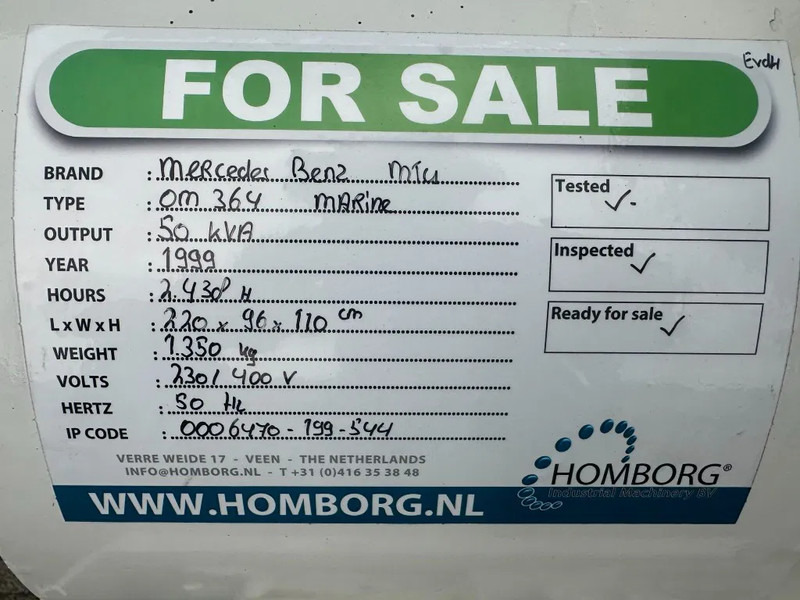 FOR SALE
EvdH
BRAND : Mercedes Benz MTU
TYPE : OM 364 MARine
OUTPUT : 50 kVA
YEAR : 1999
HOURS : 2.438 H
L x W x H : 220 x 96 x 110 cm
WEIGHT : 1.350 kg
VOLTS : 230/400 V
HERTZ : 50 Hz
IP CODE : 0006470-199-544
Tested ✓.
Inspected ✓
Ready for sale ✓
VERRE WEIDE 17 - VEEN - THE NETHERLANDS
INFO@HOMBORG.NL - T +31 (0)416 35 38 48
WWW.HOMBORG.NL
HOMBORG®
Industrial Machinery BV